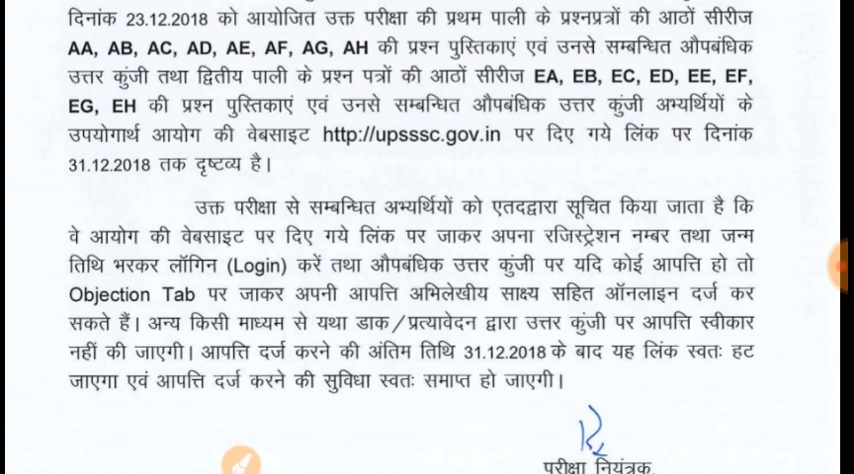 दिनांक 23.12.2018 को आयोजित उक्त परीक्षा की प्रथम पाली के प्रश्नप्रत्रों की आठों सीरीज
AA, AB, AC, AD, AE, AF, AG, AH की प्रश्न पुस्तिकाएं एवं उनसे सम्बन्धित औपबंधिक
उत्तर कुंजी तथा द्वितीय पाली के प्रश्न पत्रों की आठों सीरीज EA, EB, EC, ED, EE, EF,
EG, EH की प्रश्न पुस्तिकाएं एवं उनसे सम्बन्धित औपबंधिक उत्तर कुंजी अभ्यर्थियों के
उपयोगार्थ आयोग की वेबसाइट http://upsssc.gov.in पर दिए गये लिंक पर दिनांक
31.12.2018 तक दृष्टव्य है।
उक्त परीक्षा से सम्बन्धित अभ्यर्थियों को एतदद्वारा सूचित किया जाता है कि
वे आयोग की वेबसाइट पर दिए गये लिंक पर जाकर अपना रजिस्ट्रेशन नम्बर तथा जन्म
तिथि भरकर लॉगिन (Login) करें तथा औपबंधिक उत्तर कुंजी पर यदि कोई आपत्ति हो तो
Objection Tab पर जाकर अपनी आपत्ति अभिलेखीय साक्ष्य सहित ऑनलाइन दर्ज कर
सकते हैं। अन्य किसी माध्यम से यथा डाक/प्रत्यावेदन द्वारा उत्तर कुंजी पर आपत्ति स्वीकार
नहीं की जाएगी। आपत्ति दर्ज करने की अंतिम तिथि 31.12.2018 के बाद यह लिंक स्वतः हट
जाएगा एवं आपत्ति दर्ज करने की सुविधा स्वतः समाप्त हो जाएगी।
परीक्षा नियंत्रक